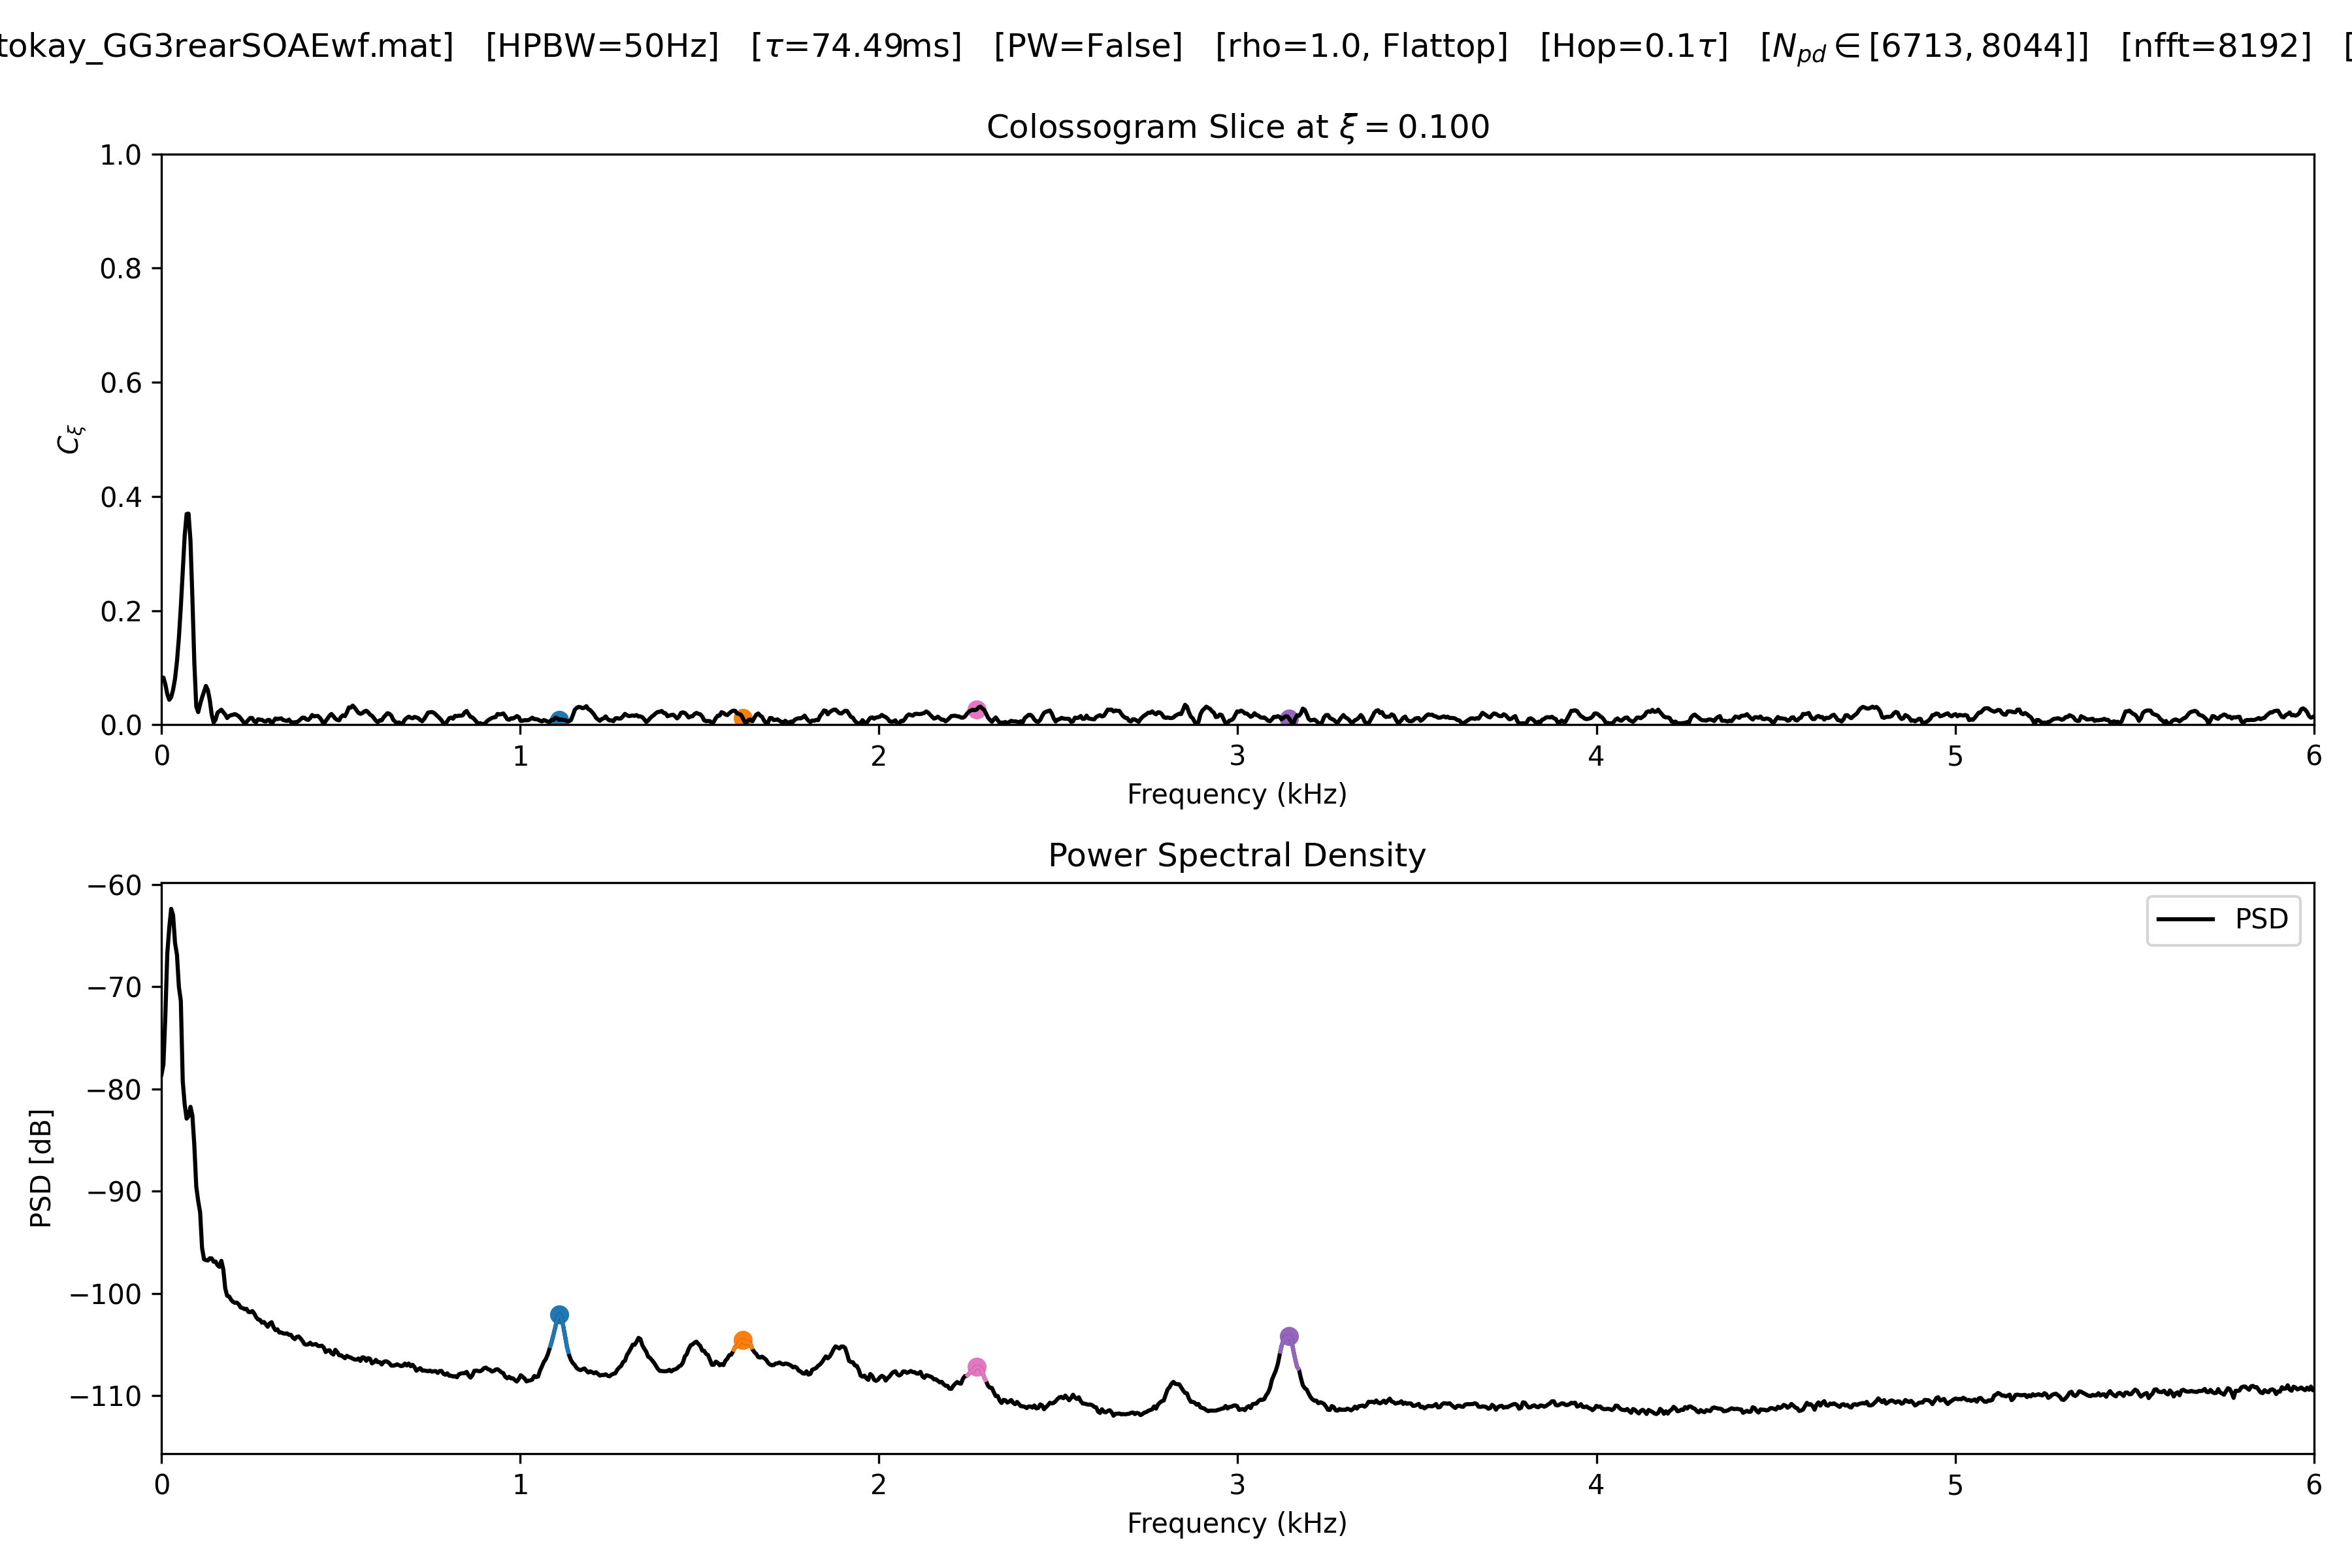 tokay_GG3rearSOAEwf.mat] [HPBW=50Hz] [τ=74.49ms] [PW=False] [rho=1.0, Flattop] [Hop=0.1τ] [N_pd ∈ [6713, 8044]] [nfft=8192] [
Colossogram Slice at ξ = 0.100
1.0
0.8
0.6
0.4
0.2
0.0
C_ξ
0 1 2 3 4 5 6
Frequency (kHz)
Power Spectral Density
−60
−70
−80
−90
−100
−110
PSD [dB]
PSD
0 1 2 3 4 5 6
Frequency (kHz)